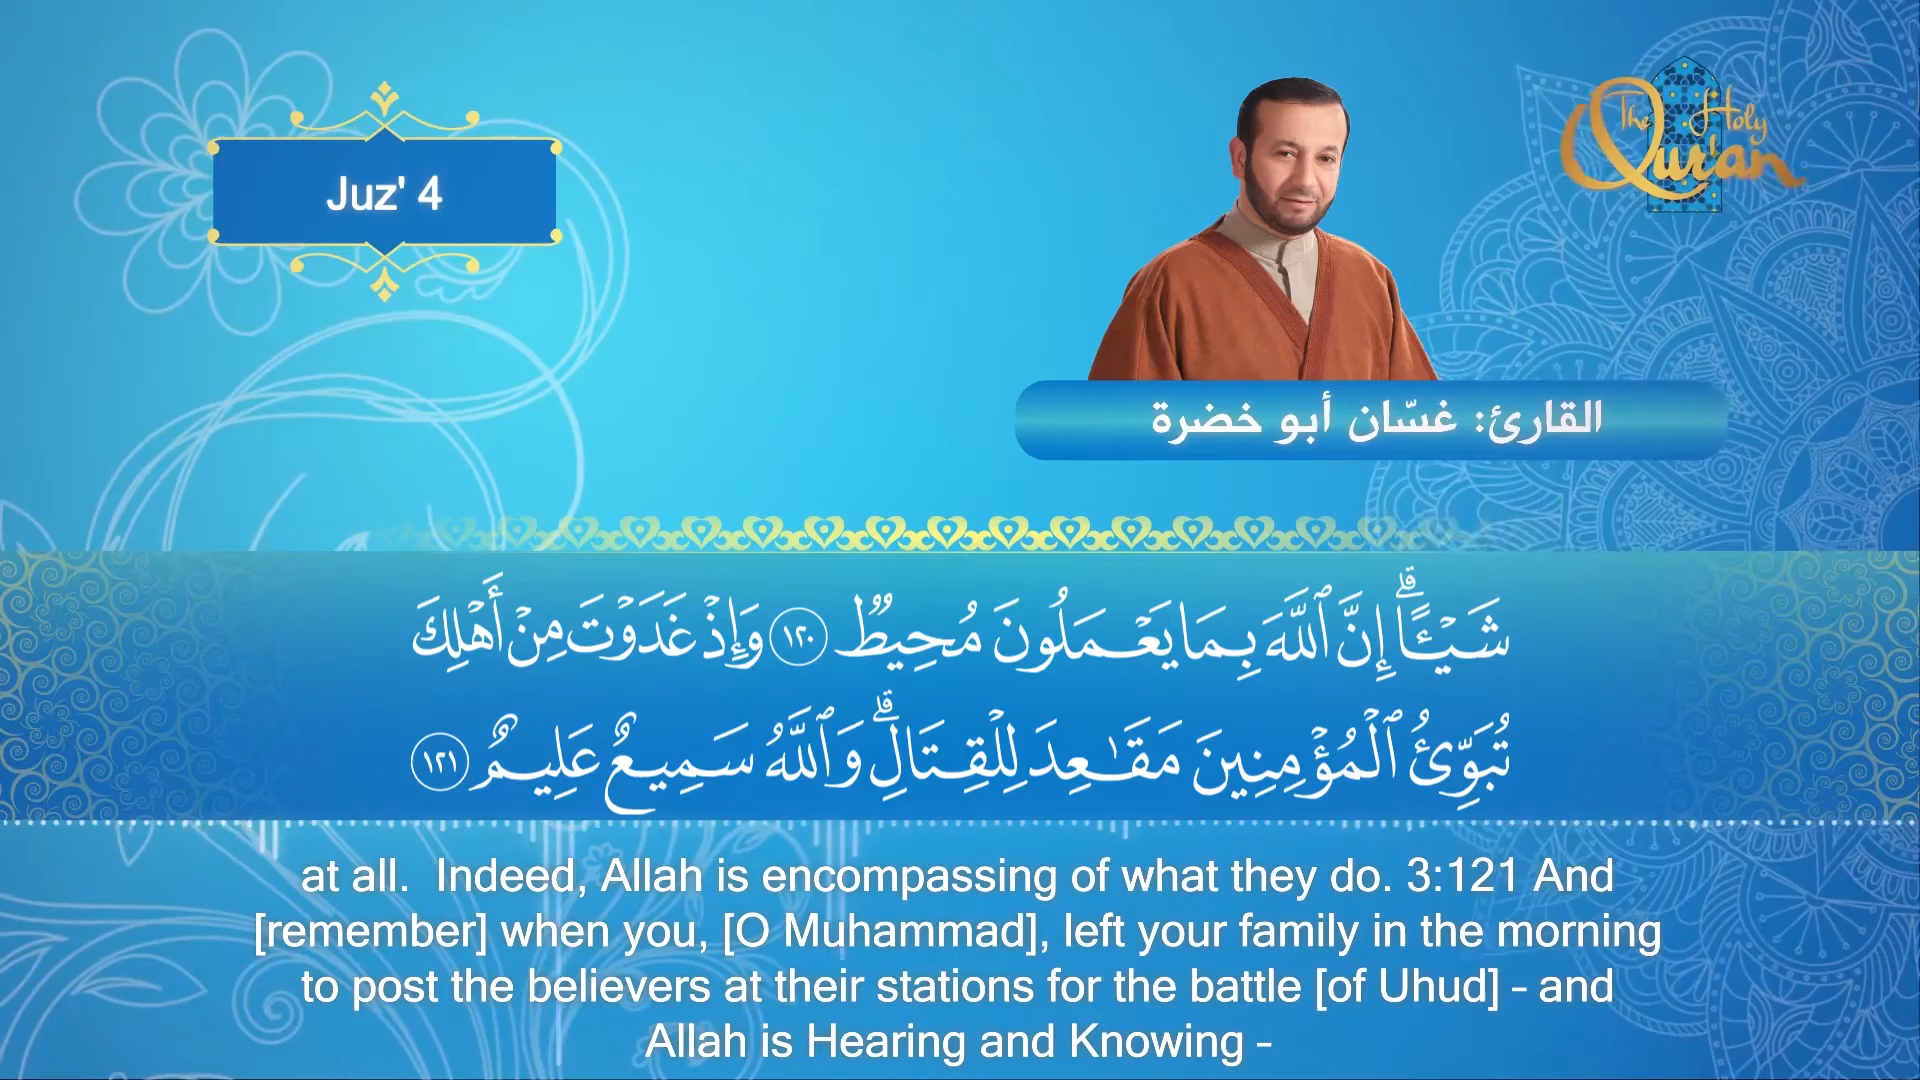 Juz' 4
The Holy
Qur'an
القارئ: غسّان أبو خضرة
شَيْـًٔا ۗ إِنَّ ٱللَّهَ بِمَا يَعْمَلُونَ مُحِيطٌ ١٢٠ وَإِذْ غَدَوْتَ مِنْ أَهْلِكَ
تُبَوِّئُ ٱلْمُؤْمِنِينَ مَقَـٰعِدَ لِلْقِتَالِ ۗ وَٱللَّهُ سَمِيعٌ عَلِيمٌ ١٢١
at all.  Indeed, Allah is encompassing of what they do. 3:121 And
[remember] when you, [O Muhammad], left your family in the morning
to post the believers at their stations for the battle [of Uhud] – and
Allah is Hearing and Knowing –